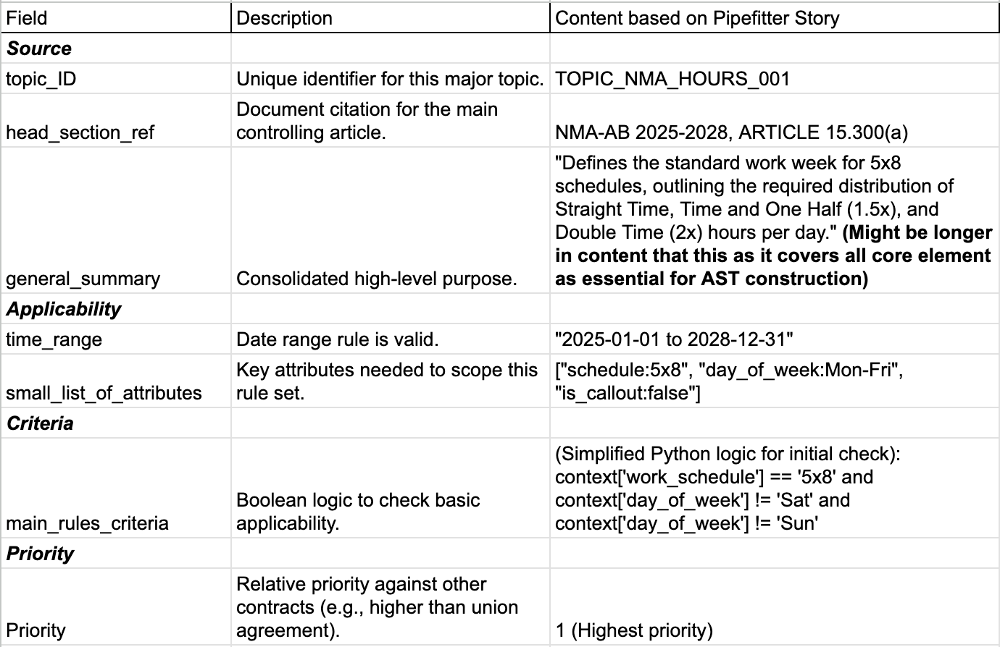 Field Description Content based on Pipefitter Story
Source
topic_ID Unique identifier for this major topic. TOPIC_NMA_HOURS_001
head_section_ref Document citation for the main
controlling article. NMA-AB 2025-2028, ARTICLE 15.300(a)
general_summary Consolidated high-level purpose. "Defines the standard work week for 5x8
schedules, outlining the required distribution of
Straight Time, Time and One Half (1.5x), and
Double Time (2x) hours per day." (Might be longer
in content that this as it covers all core element
as essential for AST construction)
Applicability
time_range Date range rule is valid. "2025-01-01 to 2028-12-31"
small_list_of_attributes Key attributes needed to scope this
rule set. ["schedule:5x8", "day_of_week:Mon-Fri",
"is_callout:false"]
Criteria
main_rules_criteria Boolean logic to check basic
applicability. (Simplified Python logic for initial check):
context['work_schedule'] == '5x8' and
context['day_of_week'] != 'Sat' and
context['day_of_week'] != 'Sun'
Priority
Priority Relative priority against other
contracts (e.g., higher than union
agreement). 1 (Highest priority)